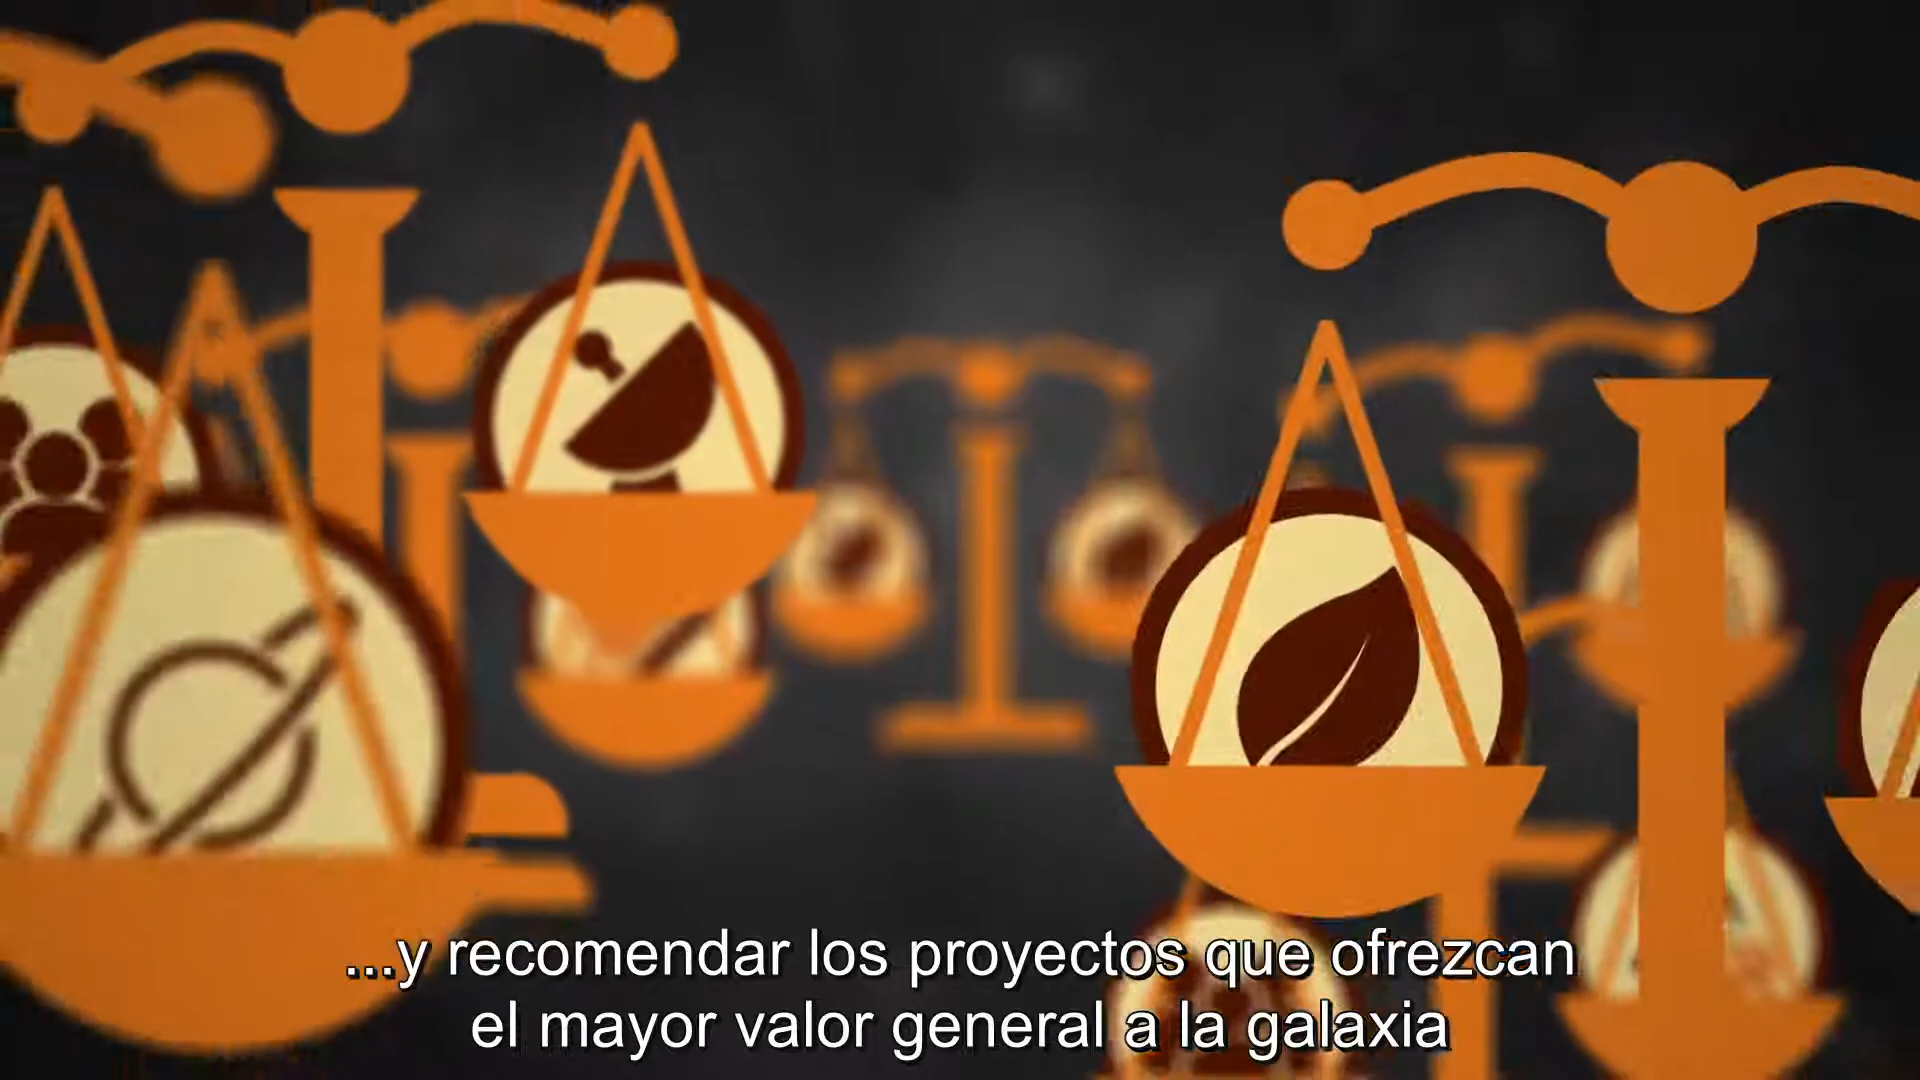 ...y recomendar los proyectos que ofrezcan
el mayor valor general a la galaxia